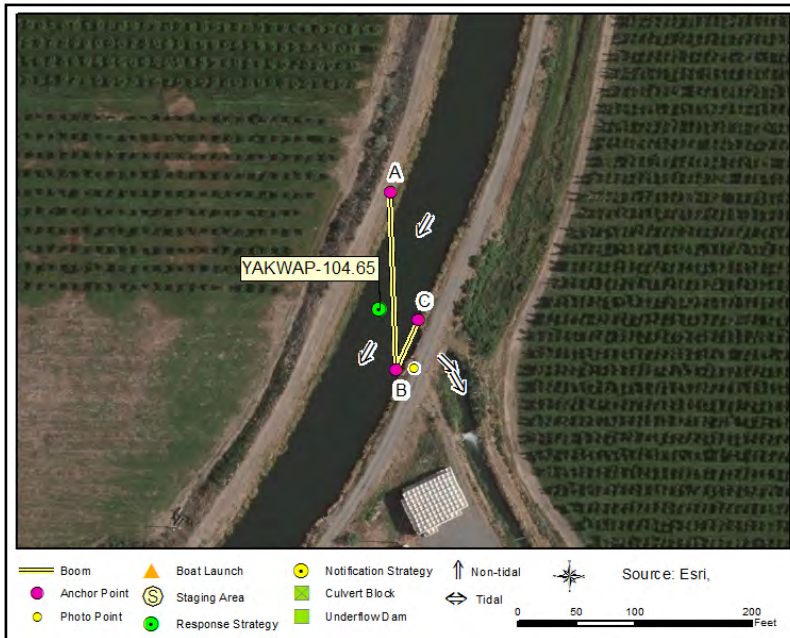 A
YAKWAP-104.65
C
B
Boom
Boat Launch
Notification Strategy
Non-tidal
Source: Esri,
Anchor Point
S
Staging Area
Culvert Block
Tidal
Photo Point
Response Strategy
Underflow Dam
0 100 200
Feet